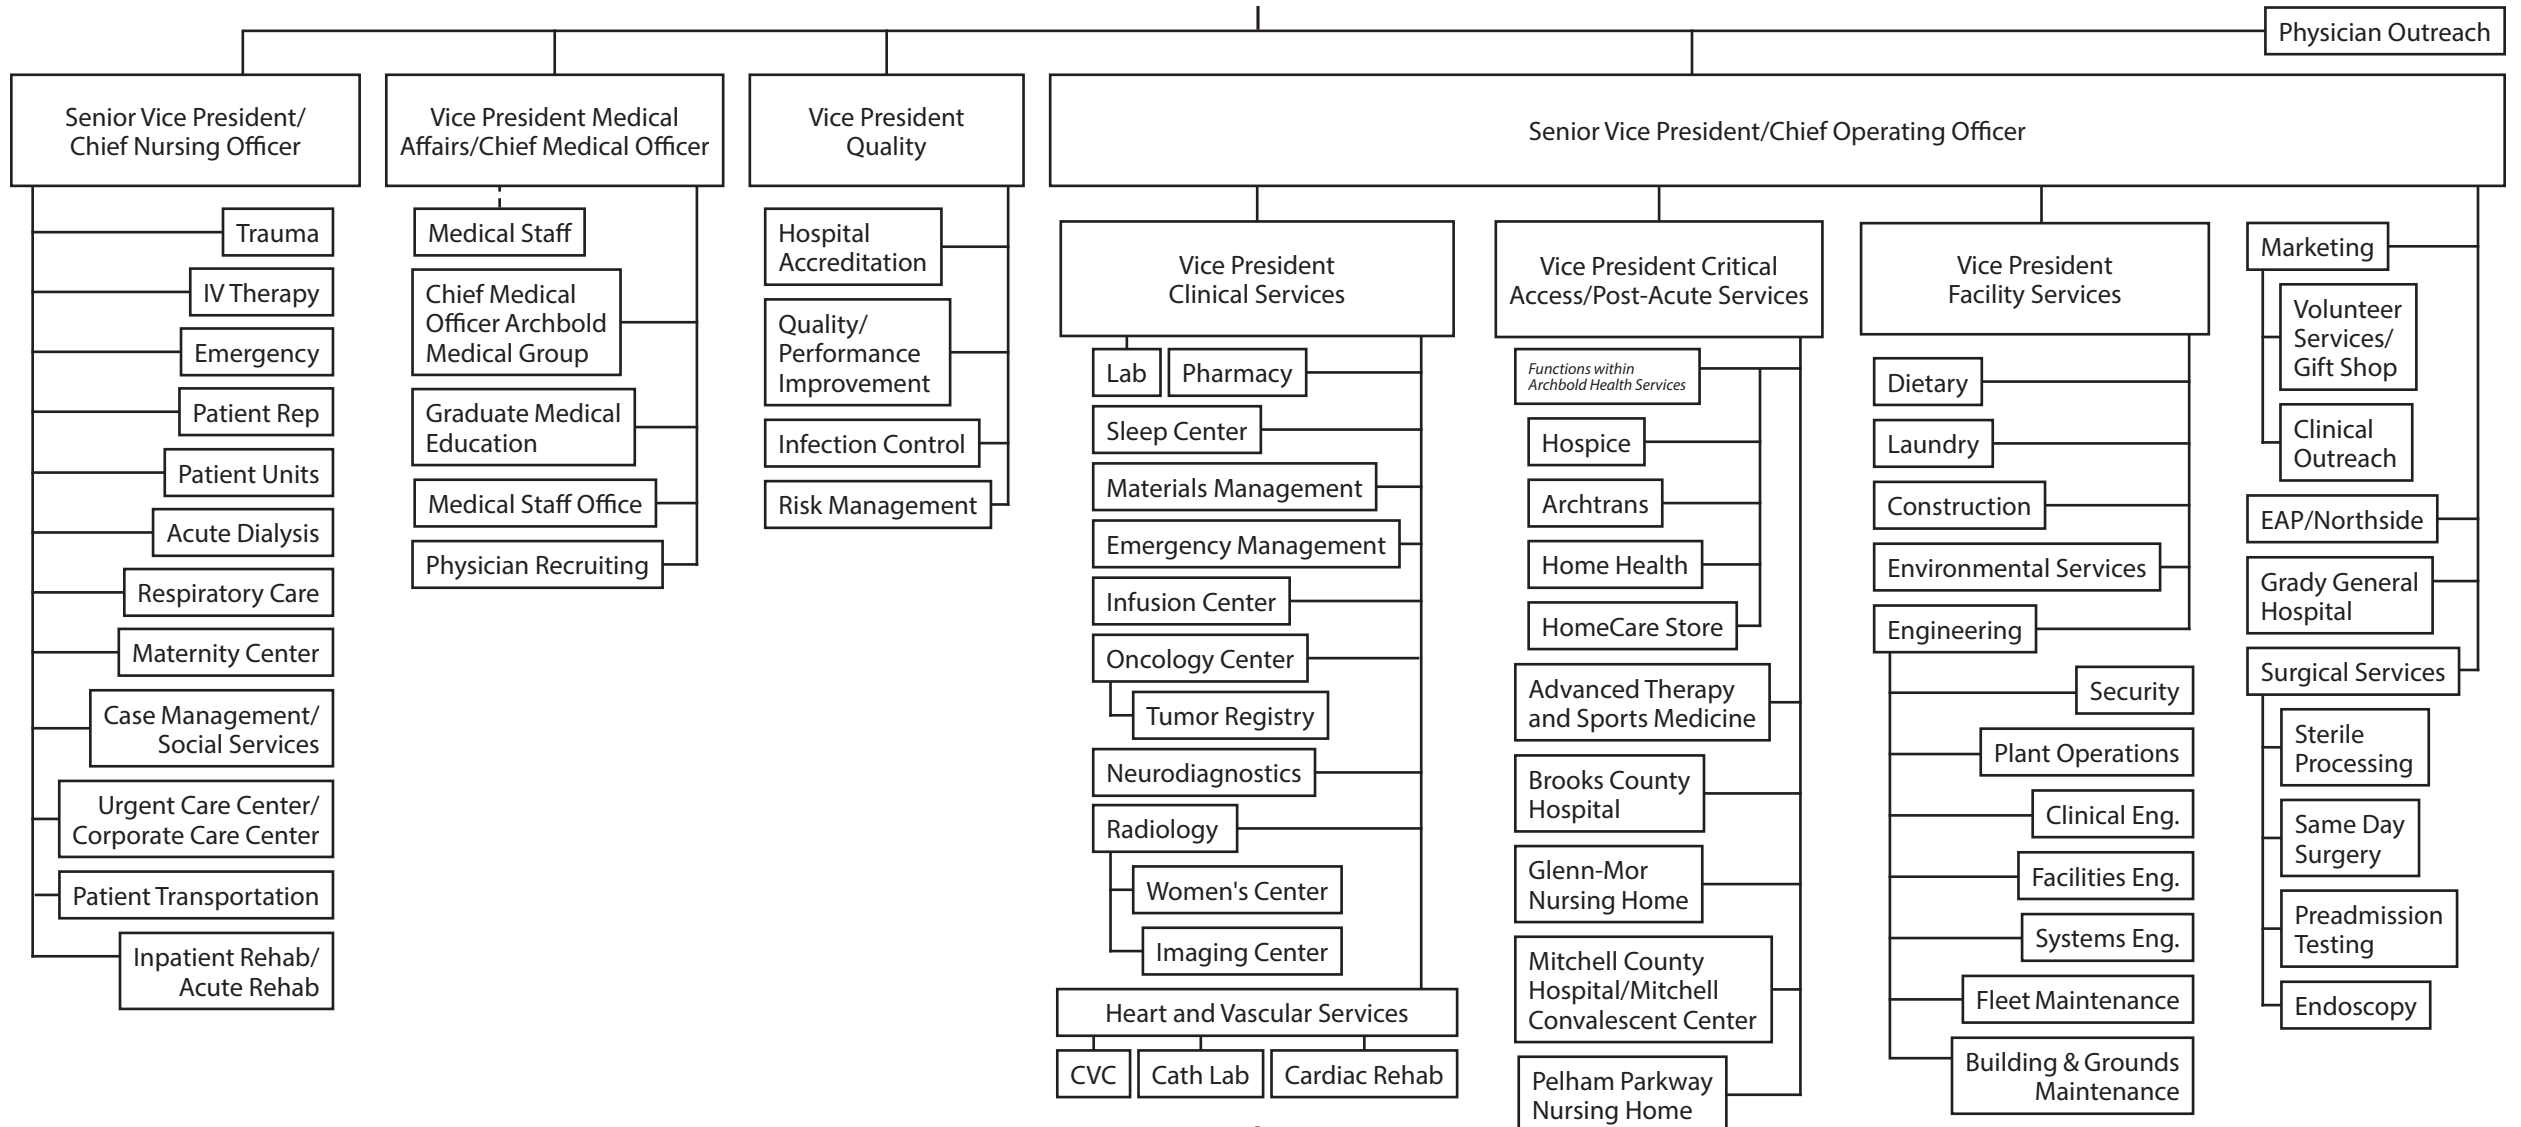 Physician Outreach
Senior Vice President/
Chief Nursing Officer
Vice President Medical
Affairs/Chief Medical Officer
Vice President
Quality
Senior Vice President/Chief Operating Officer
Trauma
IV Therapy
Emergency
Patient Rep
Patient Units
Acute Dialysis
Respiratory Care
Maternity Center
Case Management/
Social Services
Urgent Care Center/
Corporate Care Center
Patient Transportation
Inpatient Rehab/
Acute Rehab
Medical Staff
Chief Medical
Officer Archbold
Medical Group
Graduate Medical
Education
Medical Staff Office
Physician Recruiting
Hospital
Accreditation
Quality/
Performance
Improvement
Infection Control
Risk Management
Vice President
Clinical Services
Lab
Pharmacy
Sleep Center
Materials Management
Emergency Management
Infusion Center
Oncology Center
Tumor Registry
Neurodiagnostics
Radiology
Women's Center
Imaging Center
Heart and Vascular Services
CVC
Cath Lab
Cardiac Rehab
Vice President Critical
Access/Post-Acute Services
Functions within
Archbold Health Services
Hospice
Archtrans
Home Health
HomeCare Store
Advanced Therapy
and Sports Medicine
Brooks County
Hospital
Glenn-Mor
Nursing Home
Mitchell County
Hospital/Mitchell
Convalescent Center
Pelham Parkway
Nursing Home
Vice President
Facility Services
Dietary
Laundry
Construction
Environmental Services
Engineering
Security
Plant Operations
Clinical Eng.
Facilities Eng.
Systems Eng.
Fleet Maintenance
Building & Grounds
Maintenance
Marketing
Volunteer
Services/
Gift Shop
Clinical
Outreach
EAP/Northside
Grady General
Hospital
Surgical Services
Sterile
Processing
Same Day
Surgery
Preadmission
Testing
Endoscopy